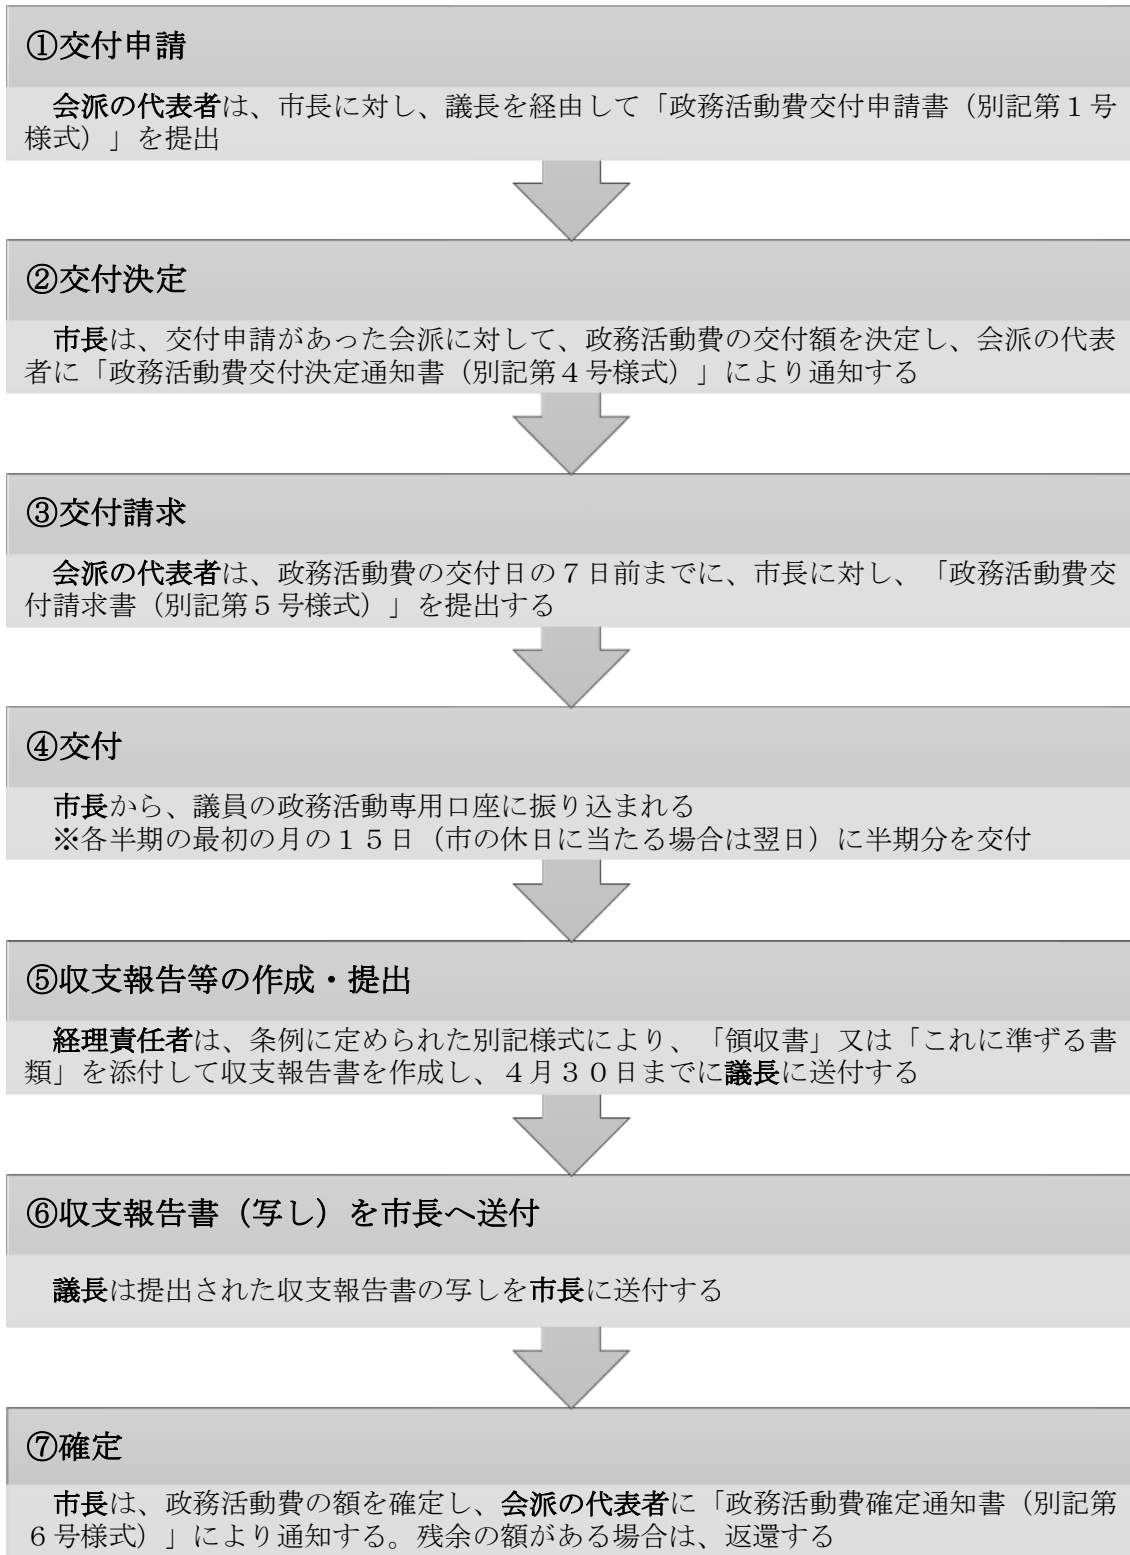 ①交付申請
会派の代表者は、市長に対し、議長を経由して「政務活動費交付申請書（別記第１号
様式）」を提出
②交付決定
市長は、交付申請があった会派に対して、政務活動費の交付額を決定し、会派の代表
者に「政務活動費交付決定通知書（別記第４号様式）」により通知する
③交付請求
会派の代表者は、政務活動費の交付日の７日前までに、市長に対し、「政務活動費交
付請求書（別記第５号様式）」を提出する
④交付
市長から、議員の政務活動専用口座に振り込まれる
※各半期の最初の月の１５日（市の休日に当たる場合は翌日）に半期分を交付
⑤収支報告等の作成・提出
経理責任者は、条例に定められた別記様式により、「領収書」又は「これに準ずる書
類」を添付して収支報告書を作成し、４月３０日までに議長に送付する
⑥収支報告書（写し）を市長へ送付
議長は提出された収支報告書の写しを市長に送付する
⑦確定
市長は、政務活動費の額を確定し、会派の代表者に「政務活動費確定通知書（別記第
６号様式）」により通知する。残余の額がある場合は、返還する